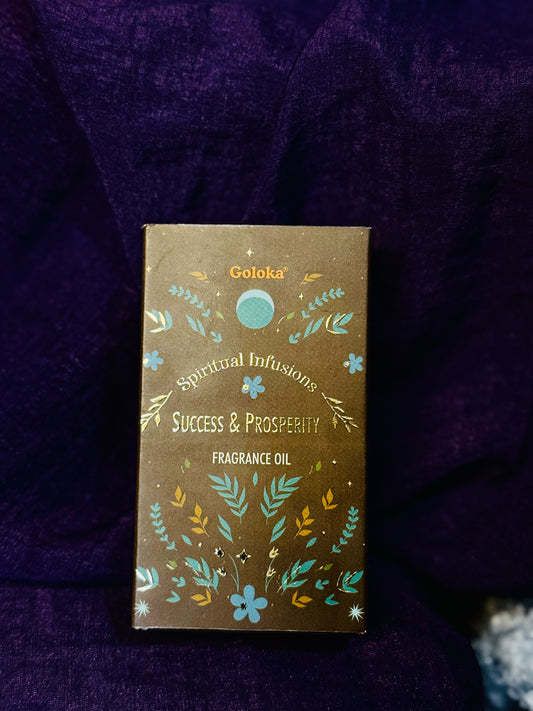 Goloka®
Spiritual Infusions
SUCCESS & PROSPERITY
FRAGRANCE OIL